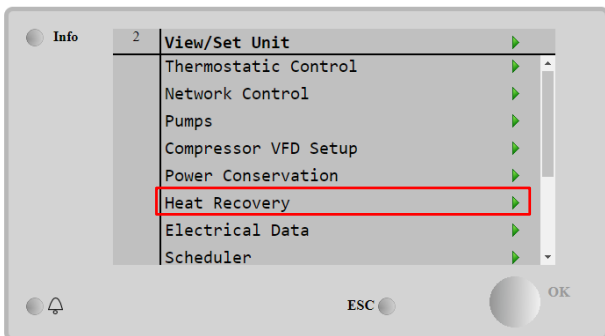 Info
2 View/Set Unit
Thermostatic Control
Network Control
Pumps
Compressor VFD Setup
Power Conservation
Heat Recovery
Electrical Data
Scheduler
ESC
OK